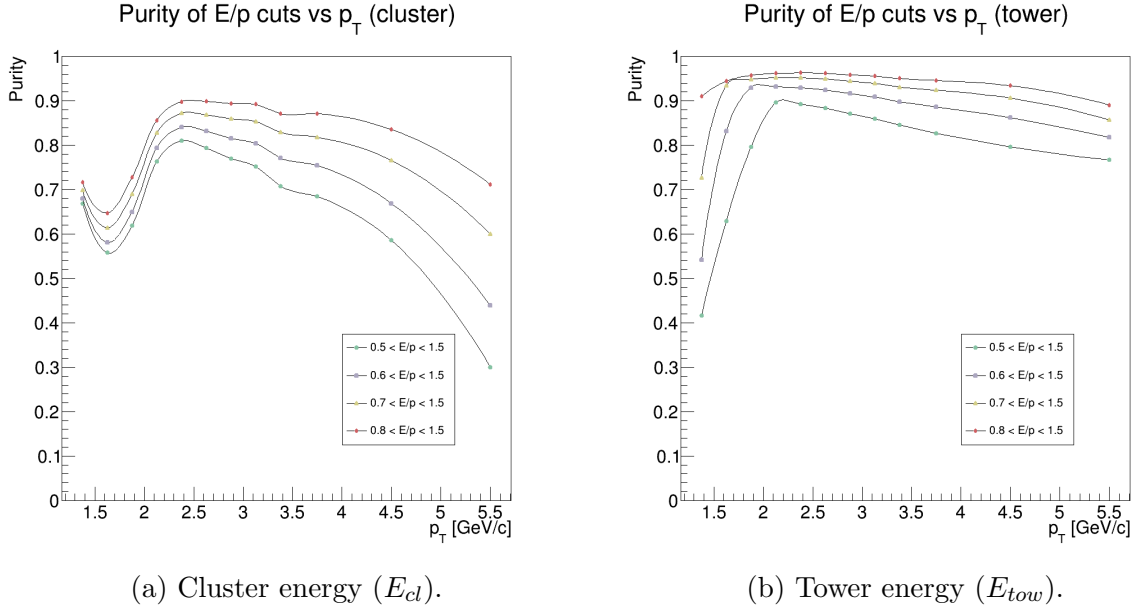 Purity of E/p cuts vs p_T (cluster)
Purity
1
0.9
0.8
0.7
0.6
0.5
0.4
0.3
0.2
0.1
0
0.5 < E/p < 1.5
0.6 < E/p < 1.5
0.7 < E/p < 1.5
0.8 < E/p < 1.5
1.5 2 2.5 3 3.5 4 4.5 5 5.5
p_T [GeV/c]
(a) Cluster energy (E_cl).
Purity of E/p cuts vs p_T (tower)
Purity
1
0.9
0.8
0.7
0.6
0.5
0.4
0.3
0.2
0.1
0
0.5 < E/p < 1.5
0.6 < E/p < 1.5
0.7 < E/p < 1.5
0.8 < E/p < 1.5
1.5 2 2.5 3 3.5 4 4.5 5 5.5
p_T [GeV/c]
(b) Tower energy (E_tow).